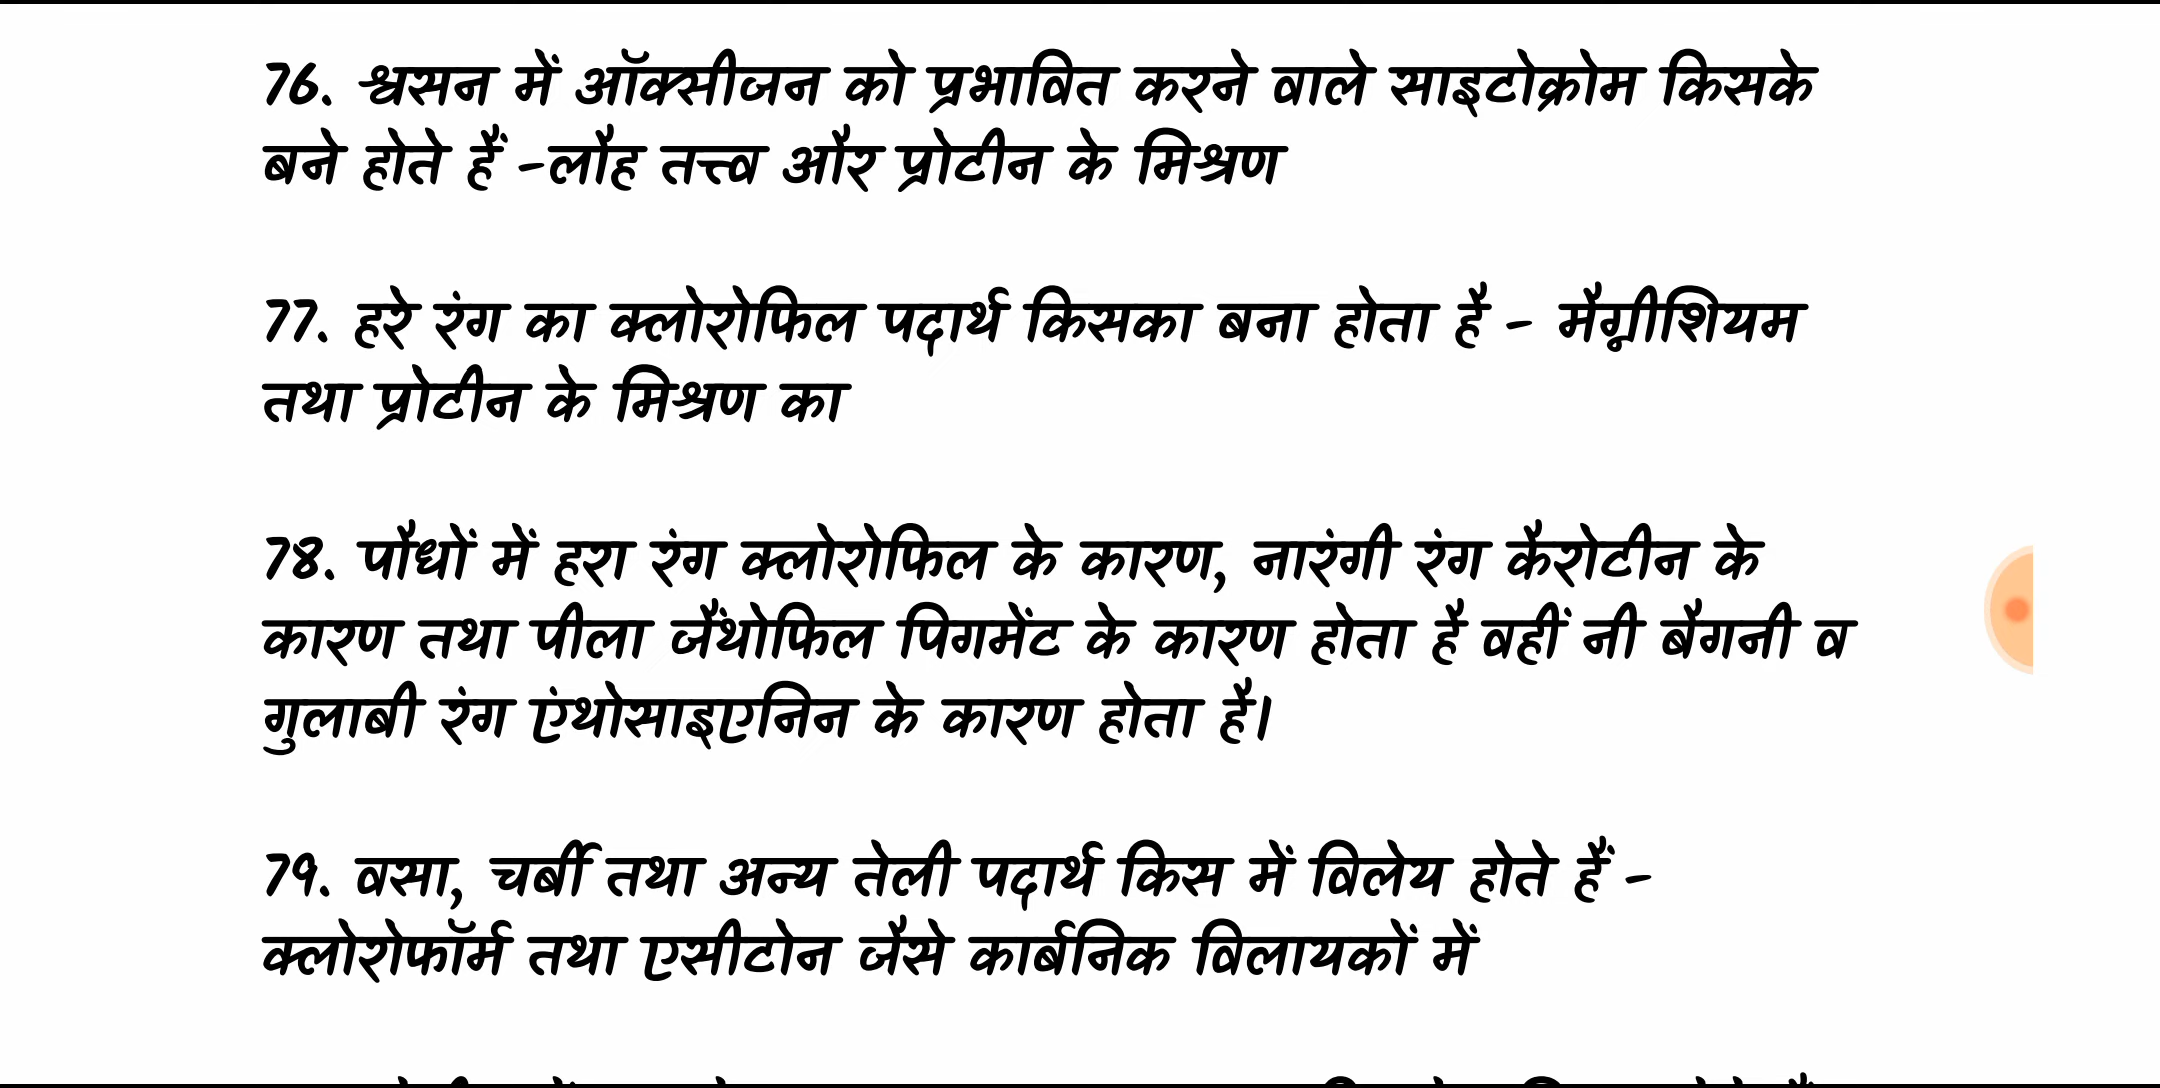 76. श्वसन में ऑक्सीजन को प्रभावित करने वाले साइटोक्रोम किसके
बने होते हैं -लौह तत्त्व और प्रोटीन के मिश्रण
77. हरे रंग का क्लोरोफिल पदार्थ किसका बना होता है - मैग्नीशियम
तथा प्रोटीन के मिश्रण का
78. पौधों में हरा रंग क्लोरोफिल के कारण, नारंगी रंग कैरोटीन के
कारण तथा पीला जैंथोफिल पिगमेंट के कारण होता है वहीं नी बैगनी व
गुलाबी रंग एंथोसाइएनिन के कारण होता है।
79. वसा, चर्बी तथा अन्य तेली पदार्थ किस में विलेय होते हैं -
क्लोरोफॉर्म तथा एसीटोन जैसे कार्बनिक विलायकों में